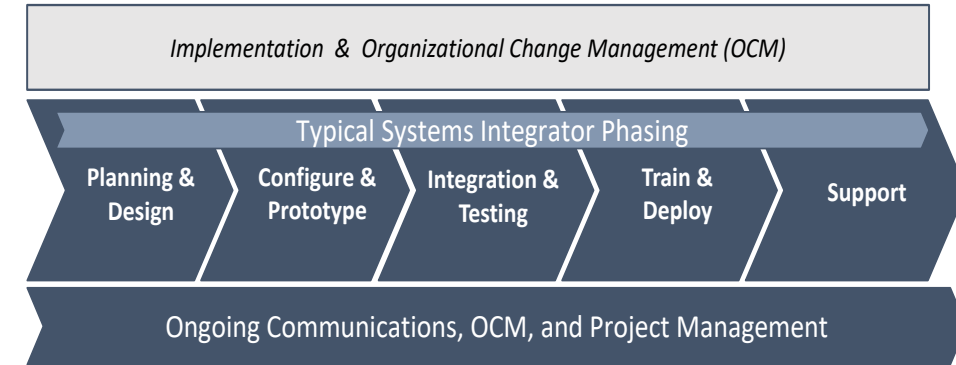 Implementation & Organizational Change Management (OCM)
Typical Systems Integrator Phasing
Planning &
Design
Configure &
Prototype
Integration &
Testing
Train &
Deploy
Support
Ongoing Communications, OCM, and Project Management